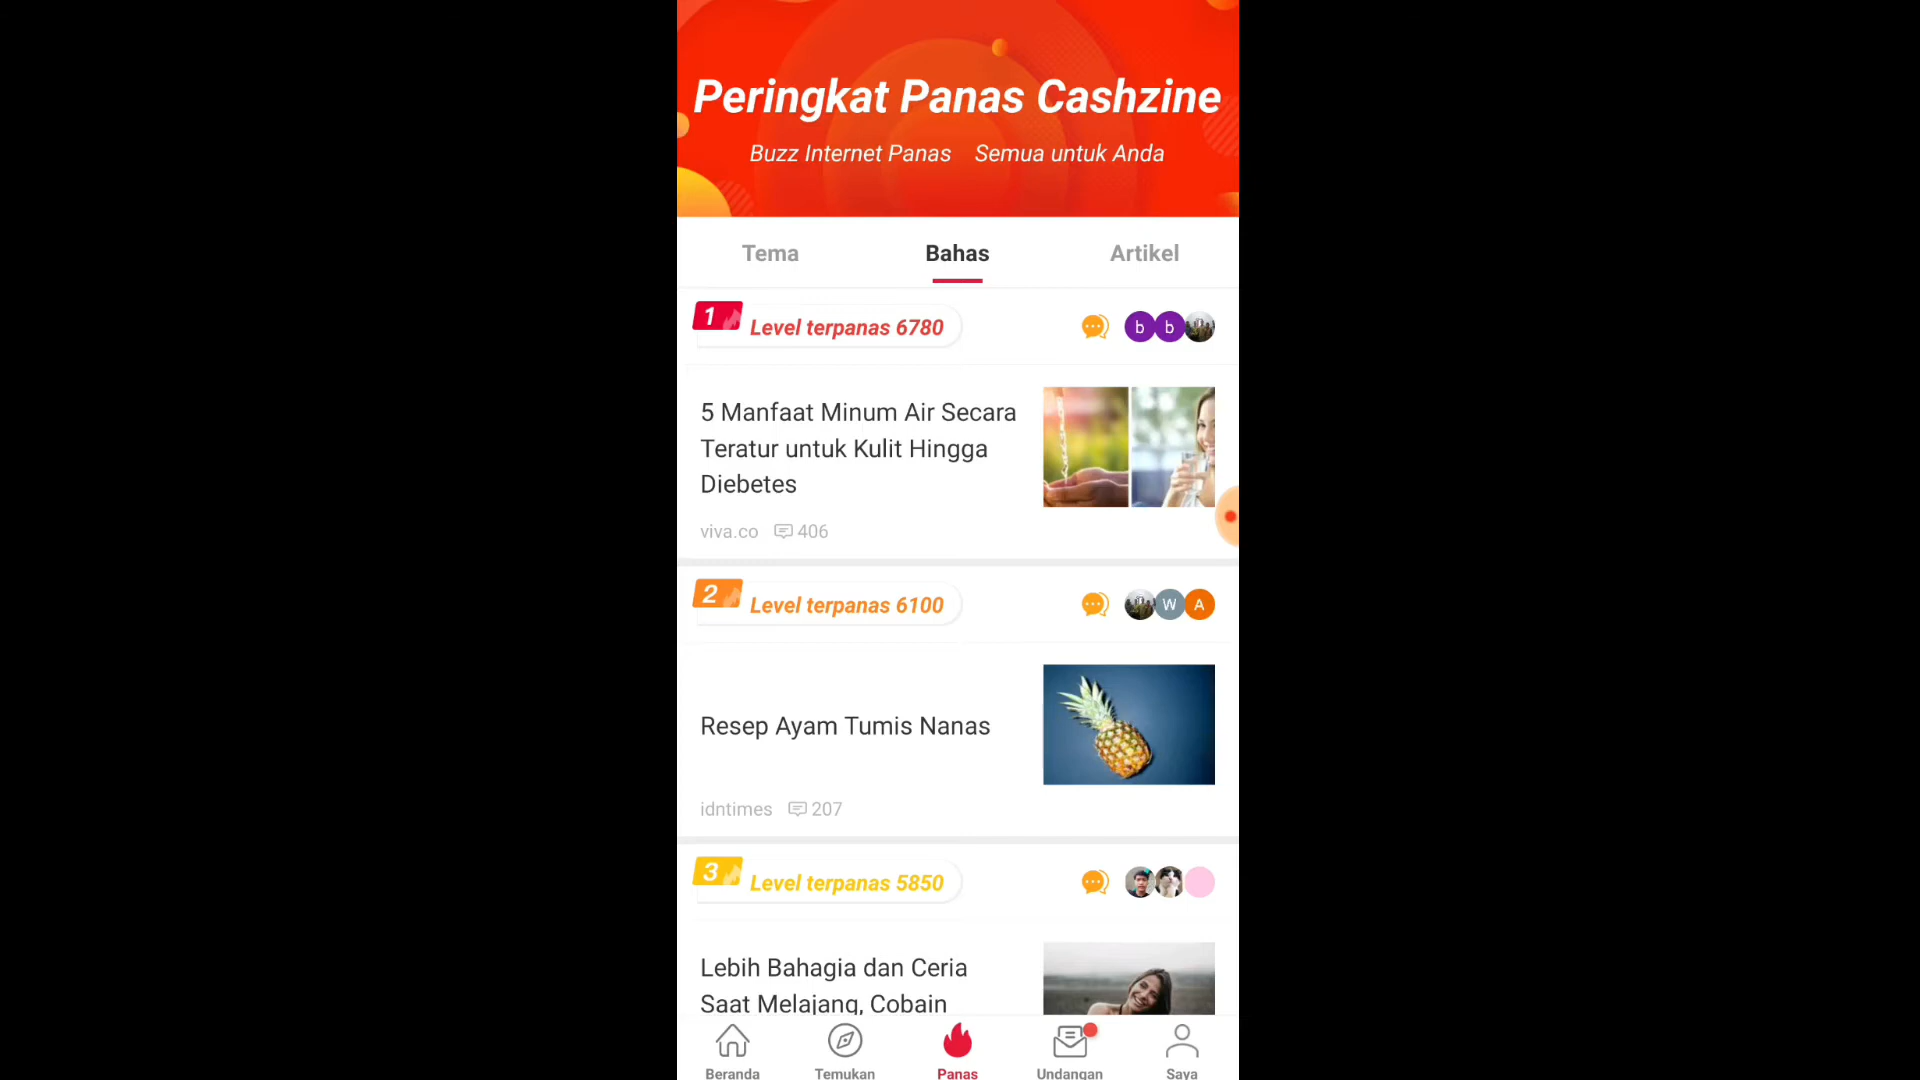 Peringkat Panas Cashzine
Buzz Internet Panas Semua untuk Anda
Tema Bahas Artikel
1 Level terpanas 6780
b b
5 Manfaat Minum Air Secara
Teratur untuk Kulit Hingga
Diebetes
viva.co 406
2 Level terpanas 6100
W A
Resep Ayam Tumis Nanas
idntimes 207
3 Level terpanas 5850
Lebih Bahagia dan Ceria
Saat Melajang, Cobain
Beranda Temukan Panas Undangan Saya